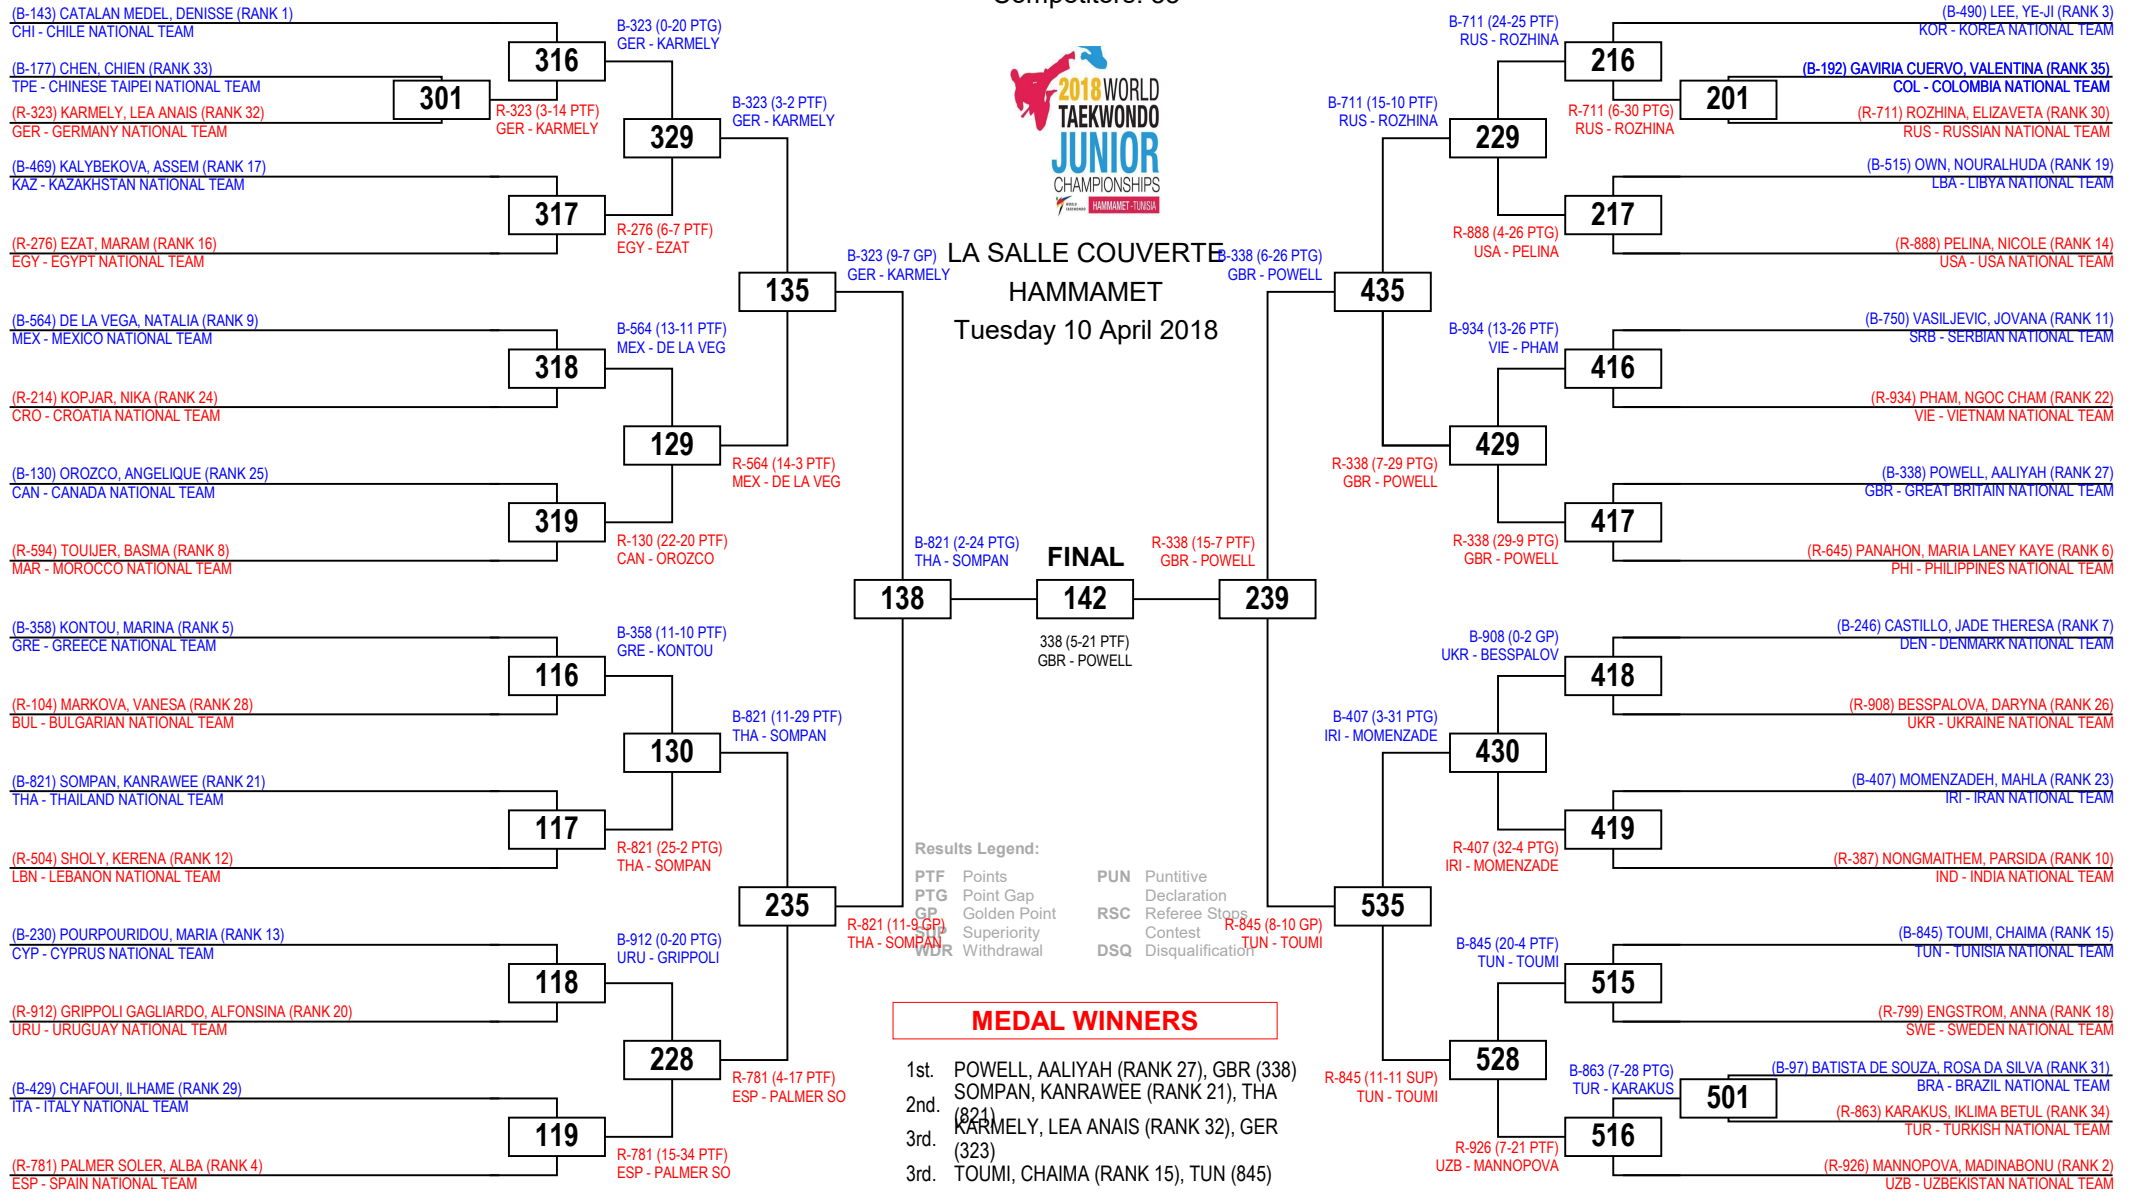 (B-143) CATALAN MEDEL, DENISSE (RANK 1)
CHI - CHILE NATIONAL TEAM
(B-177) CHEN, CHIEN (RANK 33)
TPE - CHINESE TAIPEI NATIONAL TEAM
(R-323) KARMELY, LEA ANAIS (RANK 32)
GER - GERMANY NATIONAL TEAM
(B-469) KALYBEKOVA, ASSEM (RANK 17)
KAZ - KAZAKHSTAN NATIONAL TEAM
(R-276) EZAT, MARAM (RANK 16)
EGY - EGYPT NATIONAL TEAM
(B-564) DE LA VEGA, NATALIA (RANK 9)
MEX - MEXICO NATIONAL TEAM
(R-214) KOPJAR, NIKA (RANK 24)
CRO - CROATIA NATIONAL TEAM
(B-130) OROZCO, ANGELIQUE (RANK 25)
CAN - CANADA NATIONAL TEAM
(R-594) TOUIJER, BASMA (RANK 8)
MAR - MOROCCO NATIONAL TEAM
(B-358) KONTOU, MARINA (RANK 5)
GRE - GREECE NATIONAL TEAM
(R-104) MARKOVA, VANESA (RANK 28)
BUL - BULGARIAN NATIONAL TEAM
(B-821) SOMPAN, KANRAWEE (RANK 21)
THA - THAILAND NATIONAL TEAM
(R-504) SHOLY, KERENA (RANK 12)
LBN - LEBANON NATIONAL TEAM
(B-230) POURPOURIDOU, MARIA (RANK 13)
CYP - CYPRUS NATIONAL TEAM
(R-912) GRIPPOLI GAGLIARDO, ALFONSINA (RANK 20)
URU - URUGUAY NATIONAL TEAM
(B-429) CHAFOUI, ILHAME (RANK 29)
ITA - ITALY NATIONAL TEAM
(R-781) PALMER SOLER, ALBA (RANK 4)
ESP - SPAIN NATIONAL TEAM
301
R-323 (3-14 PTF)
GER - KARMELY
316
317
318
319
116
117
118
119
B-323 (0-20 PTG)
GER - KARMELY
R-276 (6-7 PTF)
EGY - EZAT
B-564 (13-11 PTF)
MEX - DE LA VEG
R-130 (22-20 PTF)
CAN - OROZCO
B-358 (11-10 PTF)
GRE - KONTOU
R-821 (25-2 PTG)
THA - SOMPAN
B-912 (0-20 PTG)
URU - GRIPPOLI
R-781 (15-34 PTF)
ESP - PALMER SO
329
129
130
228
B-323 (3-2 PTF)
GER - KARMELY
R-564 (14-3 PTF)
MEX - DE LA VEG
B-821 (11-29 PTF)
THA - SOMPAN
R-781 (4-17 PTF)
ESP - PALMER SO
135
235
B-323 (9-7 GP)
GER - KARMELY
R-821 (11-9 GP)
THA - SOMPAN
138
B-821 (2-24 PTG)
THA - SOMPAN
2018 WORLD
TAEKWONDO
JUNIOR
CHAMPIONSHIPS
HAMMAMET - TUNISIA
LA SALLE COUVERTE
HAMMAMET
Tuesday 10 April 2018
FINAL
142
338 (5-21 PTF)
GBR - POWELL
Results Legend:
PTF Points
PTG Point Gap
GP Golden Point
SUP Superiority
WDR Withdrawal
PUN Puntitive
Declaration
RSC Referee Stops
Contest
DSQ Disqualification
MEDAL WINNERS
1st. POWELL, AALIYAH (RANK 27), GBR (338)
2nd. SOMPAN, KANRAWEE (RANK 21), THA
(821)
3rd. KARMELY, LEA ANAIS (RANK 32), GER
(323)
3rd. TOUMI, CHAIMA (RANK 15), TUN (845)
R-338 (15-7 PTF)
GBR - POWELL
239
B-338 (6-26 PTG)
GBR - POWELL
R-845 (8-10 GP)
TUN - TOUMI
435
535
B-711 (15-10 PTF)
RUS - ROZHINA
R-338 (7-29 PTG)
GBR - POWELL
B-407 (3-31 PTG)
IRI - MOMENZADE
R-845 (11-11 SUP)
TUN - TOUMI
229
429
430
528
B-711 (24-25 PTF)
RUS - ROZHINA
R-888 (4-26 PTG)
USA - PELINA
B-934 (13-26 PTF)
VIE - PHAM
R-338 (29-9 PTG)
GBR - POWELL
B-908 (0-2 GP)
UKR - BESSPALOV
R-407 (32-4 PTG)
IRI - MOMENZADE
B-845 (20-4 PTF)
TUN - TOUMI
R-926 (7-21 PTF)
UZB - MANNOPOVA
216
217
416
417
418
419
515
516
R-711 (6-30 PTG)
RUS - ROZHINA
201
B-863 (7-28 PTG)
TUR - KARAKUS
501
(B-490) LEE, YE-JI (RANK 3)
KOR - KOREA NATIONAL TEAM
(B-192) GAVIRIA CUERVO, VALENTINA (RANK 35)
COL - COLOMBIA NATIONAL TEAM
(R-711) ROZHINA, ELIZAVETA (RANK 30)
RUS - RUSSIAN NATIONAL TEAM
(B-515) OWN, NOURALHUDA (RANK 19)
LBA - LIBYA NATIONAL TEAM
(R-888) PELINA, NICOLE (RANK 14)
USA - USA NATIONAL TEAM
(B-750) VASILJEVIC, JOVANA (RANK 11)
SRB - SERBIAN NATIONAL TEAM
(R-934) PHAM, NGOC CHAM (RANK 22)
VIE - VIETNAM NATIONAL TEAM
(B-338) POWELL, AALIYAH (RANK 27)
GBR - GREAT BRITAIN NATIONAL TEAM
(R-645) PANAHON, MARIA LANEY KAYE (RANK 6)
PHI - PHILIPPINES NATIONAL TEAM
(B-246) CASTILLO, JADE THERESA (RANK 7)
DEN - DENMARK NATIONAL TEAM
(R-908) BESSPALOVA, DARYNA (RANK 26)
UKR - UKRAINE NATIONAL TEAM
(B-407) MOMENZADEH, MAHLA (RANK 23)
IRI - IRAN NATIONAL TEAM
(R-387) NONGMAITHEM, PARSIDA (RANK 10)
IND - INDIA NATIONAL TEAM
(B-845) TOUMI, CHAIMA (RANK 15)
TUN - TUNISIA NATIONAL TEAM
(R-799) ENGSTROM, ANNA (RANK 18)
SWE - SWEDEN NATIONAL TEAM
(B-97) BATISTA DE SOUZA, ROSA DA SILVA (RANK 31)
BRA - BRAZIL NATIONAL TEAM
(R-863) KARAKUS, IKLIMA BETUL (RANK 34)
TUR - TURKISH NATIONAL TEAM
(R-926) MANNOPOVA, MADINABONU (RANK 2)
UZB - UZBEKISTAN NATIONAL TEAM